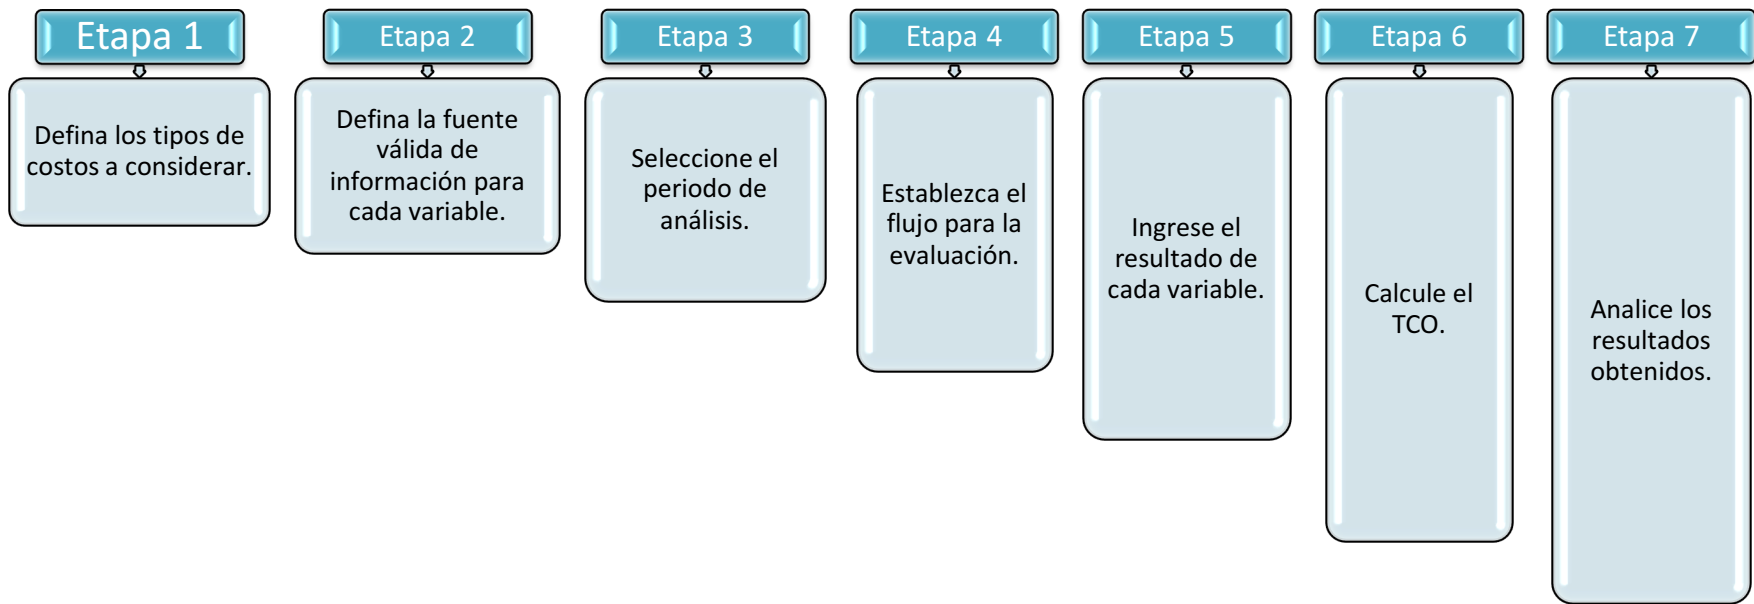 Etapa 1
Defina los tipos de
costos a considerar.
Etapa 2
Defina la fuente
válida de
información para
cada variable.
Etapa 3
Seleccione el
periodo de
análisis.
Etapa 4
Establezca el
flujo para la
evaluación.
Etapa 5
Ingrese el
resultado de
cada variable.
Etapa 6
Calcule el
TCO.
Etapa 7
Analice los
resultados
obtenidos.